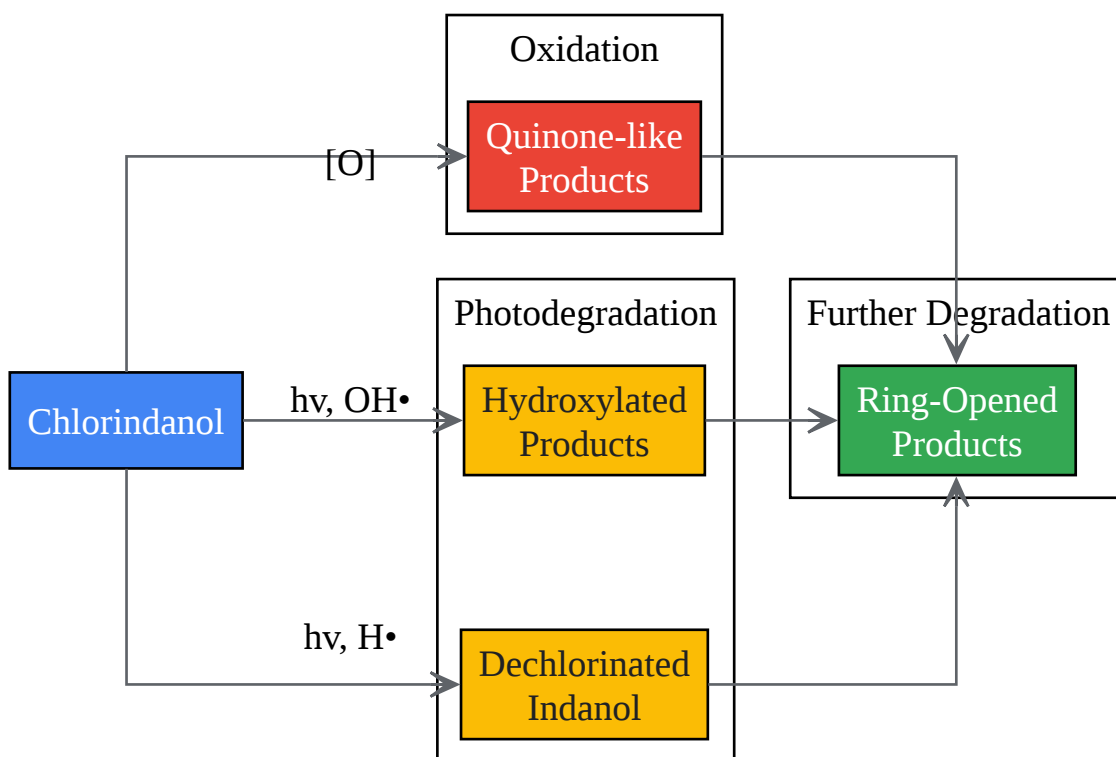 Oxidation
Quinone-like
Products
[O]
Photodegradation
Further Degradation
Chlorindanol
hv, OH•
Hydroxylated
Products
Ring-Opened
Products
hv, H•
Dechlorinated
Indanol